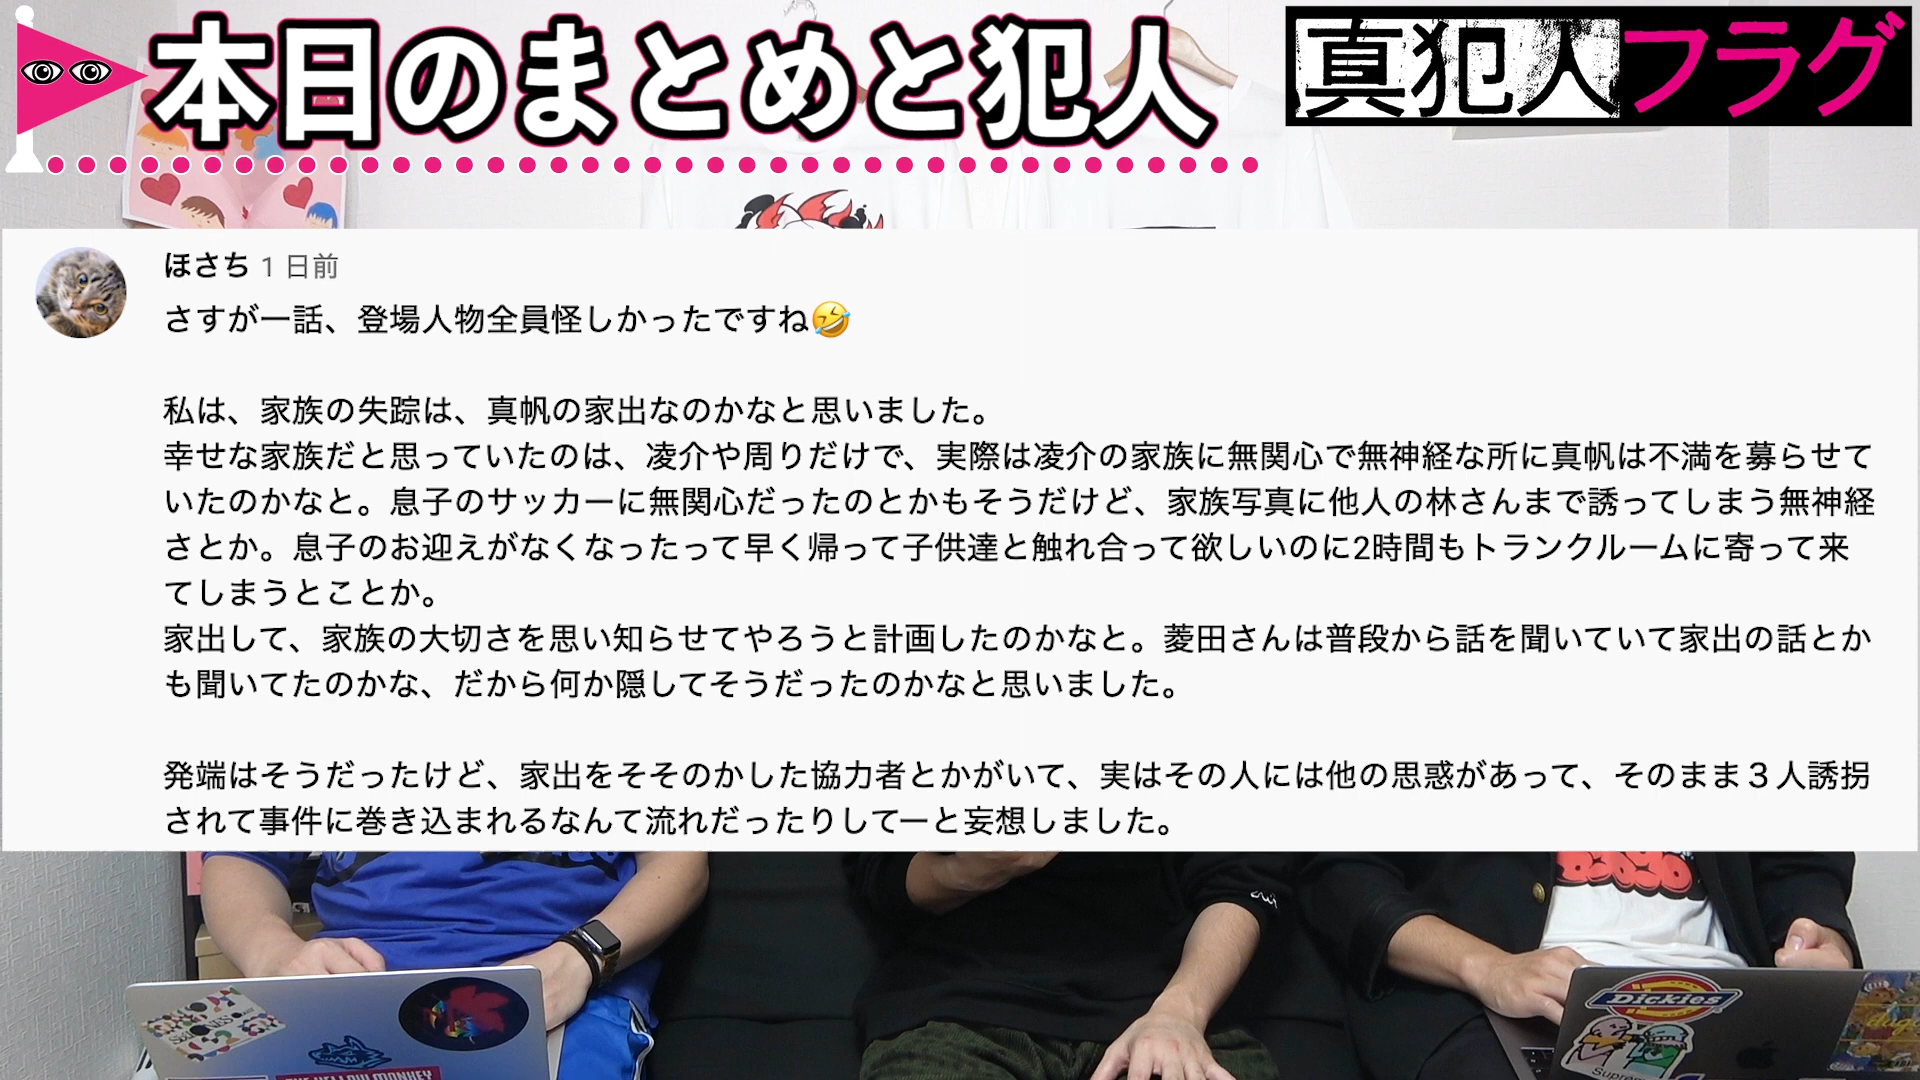 本日のまとめと犯人
真犯人フラグ
ほさち 1 日前
さすが一話、登場人物全員怪しかったですね🤣
私は、家族の失踪は、真帆の家出なのかなと思いました。
幸せな家族だと思っていたのは、凌介や周りだけで、実際は凌介の家族に無関心で無神経な所に真帆は不満を募らせて
いたのかなと。息子のサッカーに無関心だったのとかもそうだけど、家族写真に他人の林さんまで誘ってしまう無神経
さとか。息子のお迎えがなくなったって早く帰って子供達と触れ合って欲しいのに2時間もトランクルームに寄って来
てしまうとことか。
家出して、家族の大切さを思い知らせてやろうと計画したのかなと。菱田さんは普段から話を聞いていて家出の話とか
も聞いてたのかな、だから何か隠してそうだったのかなと思いました。
発端はそうだったけど、家出をそそのかした協力者とかがいて、実はその人には他の思惑があって、そのまま３人誘拐
されて事件に巻き込まれるなんて流れだったりしてーと妄想しました。
Dickies
THE YELLOW MONKEY